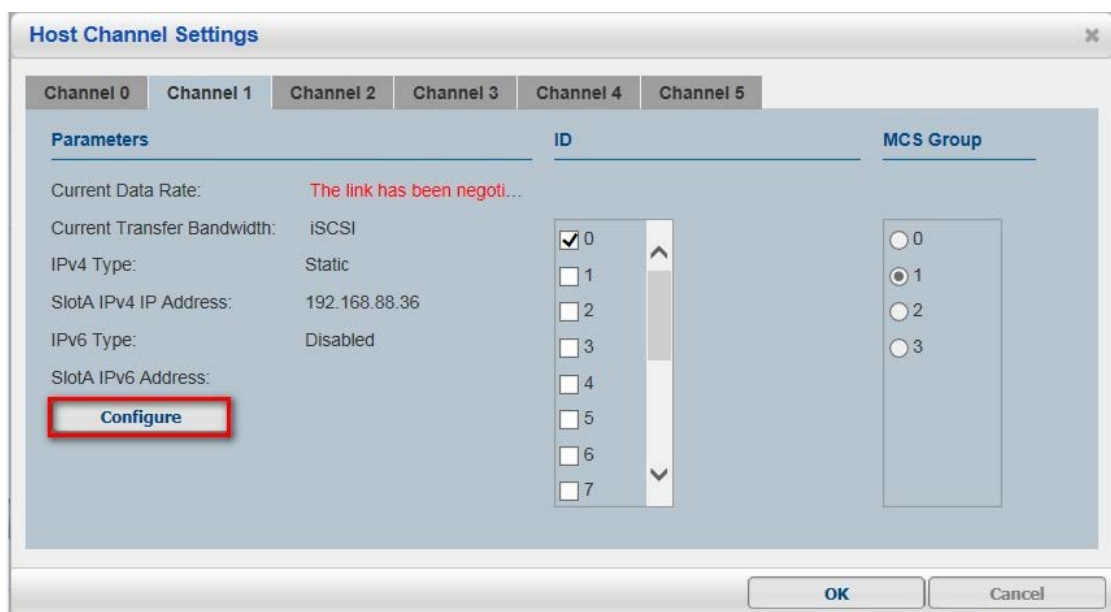 Host Channel Settings
Channel 0 Channel 1 Channel 2 Channel 3 Channel 4 Channel 5
Parameters ID MCS Group
Current Data Rate: The link has been negoti...
Current Transfer Bandwidth: iSCSI
IPv4 Type: Static
SlotA IPv4 IP Address: 192.168.88.36
IPv6 Type: Disabled
SlotA IPv6 Address:
Configure
0
1
2
3
4
5
6
7
0
1
2
3
OK Cancel